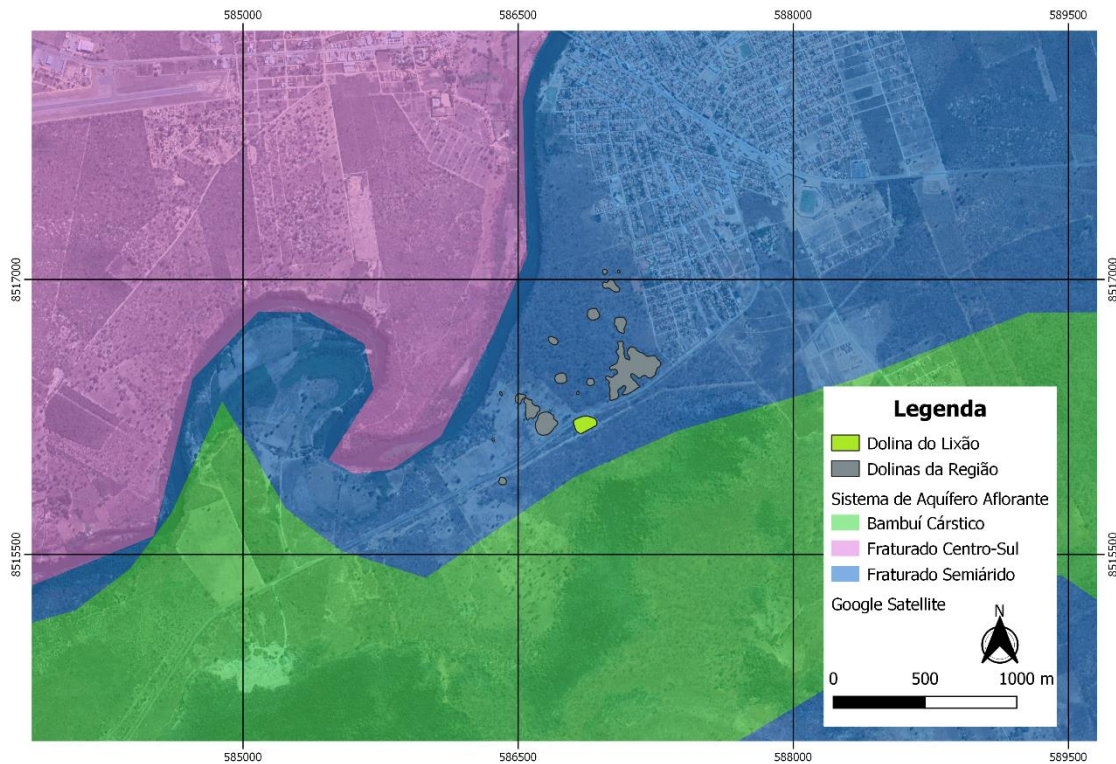 585000 586500 588000 589500
8517000 8517000
8515500 8515500
Legenda
Dolina do Lixão
Dolinas da Região
Sistema de Aquífero Aflorante
Bambuí Cárstico
Fraturado Centro-Sul
Fraturado Semiárido
Google Satellite
N
0 500 1000 m
585000 586500 588000 589500